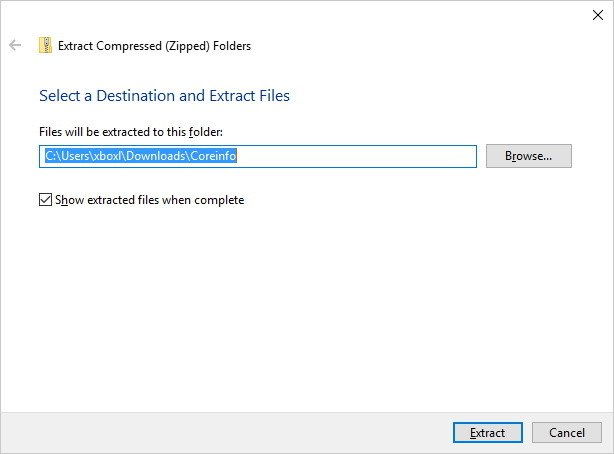 Extract Compressed (Zipped) Folders
Select a Destination and Extract Files
Files will be extracted to this folder:
C:\Users\xboxl\Downloads\Coreinfo
Browse...
Show extracted files when complete
Extract
Cancel